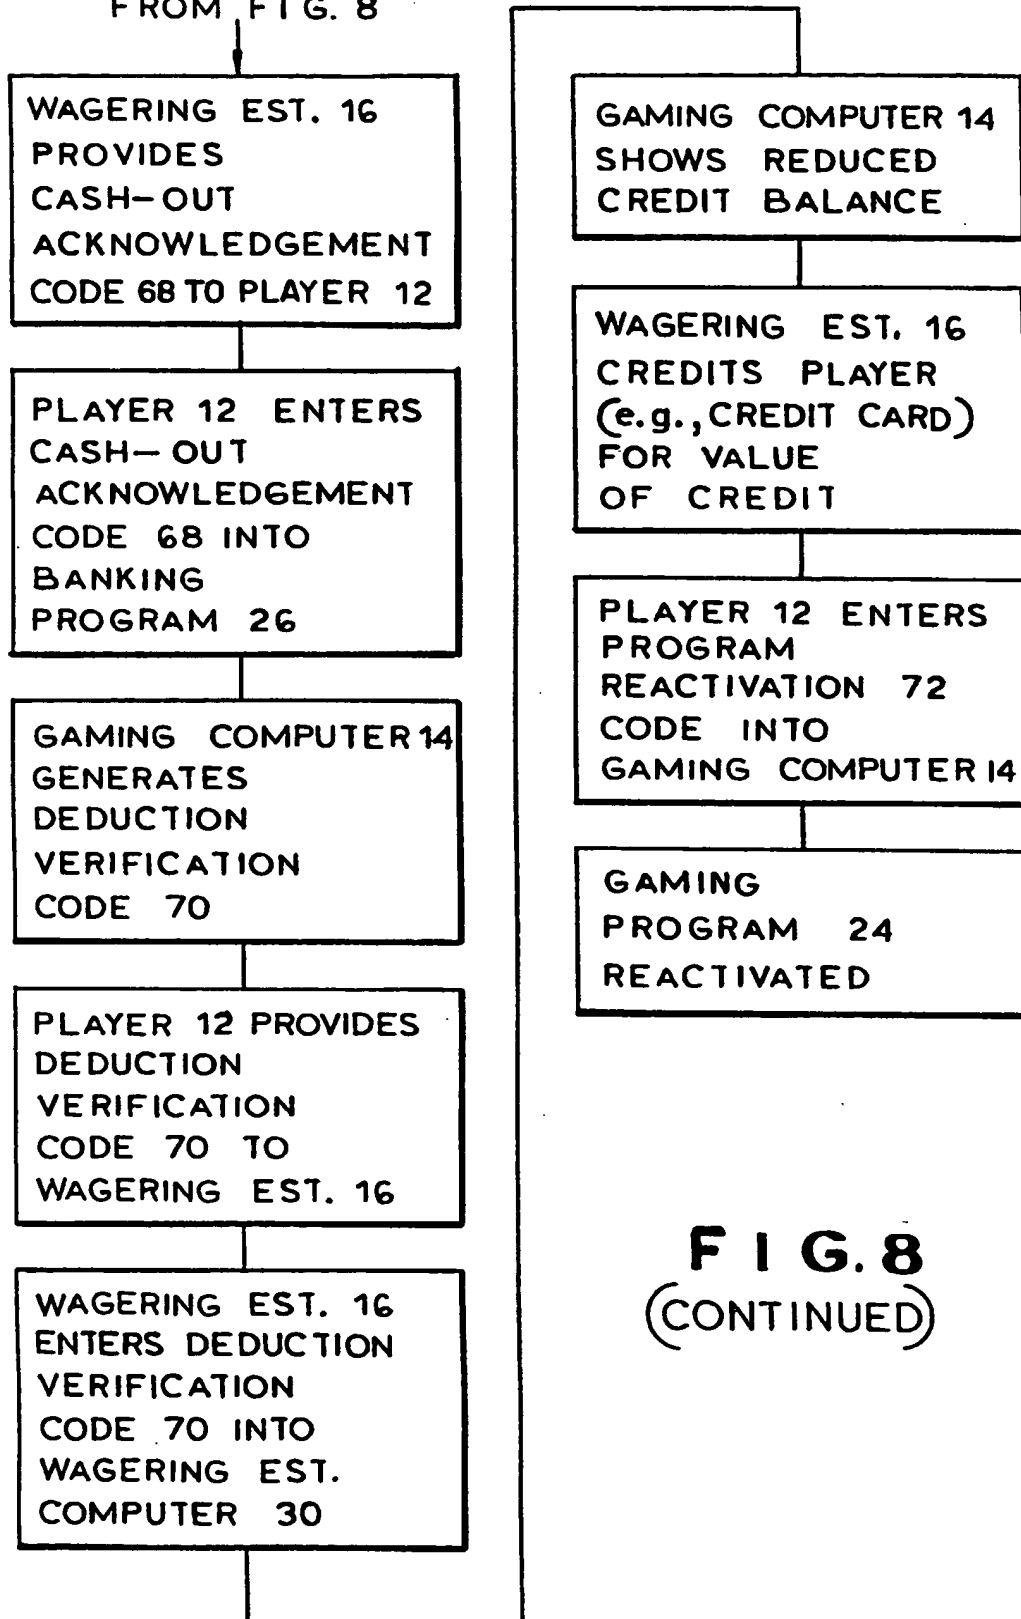 FROM FIG. 8
WAGERING EST. 16
PROVIDES
CASH-OUT
ACKNOWLEDGEMENT
CODE 68 TO PLAYER 12
PLAYER 12 ENTERS
CASH-OUT
ACKNOWLEDGEMENT
CODE 68 INTO
BANKING
PROGRAM 26
GAMING COMPUTER 14
GENERATES
DEDUCTION
VERIFICATION
CODE 70
PLAYER 12 PROVIDES
DEDUCTION
VERIFICATION
CODE 70 TO
WAGERING EST. 16
WAGERING EST. 16
ENTERS DEDUCTION
VERIFICATION
CODE 70 INTO
WAGERING EST.
COMPUTER 30
GAMING COMPUTER 14
SHOWS REDUCED
CREDIT BALANCE
WAGERING EST. 16
CREDITS PLAYER
(e.g., CREDIT CARD)
FOR VALUE
OF CREDIT
PLAYER 12 ENTERS
PROGRAM
REACTIVATION 72
CODE INTO
GAMING COMPUTER 14
GAMING
PROGRAM 24
REACTIVATED
FIG. 8
(CONTINUED)